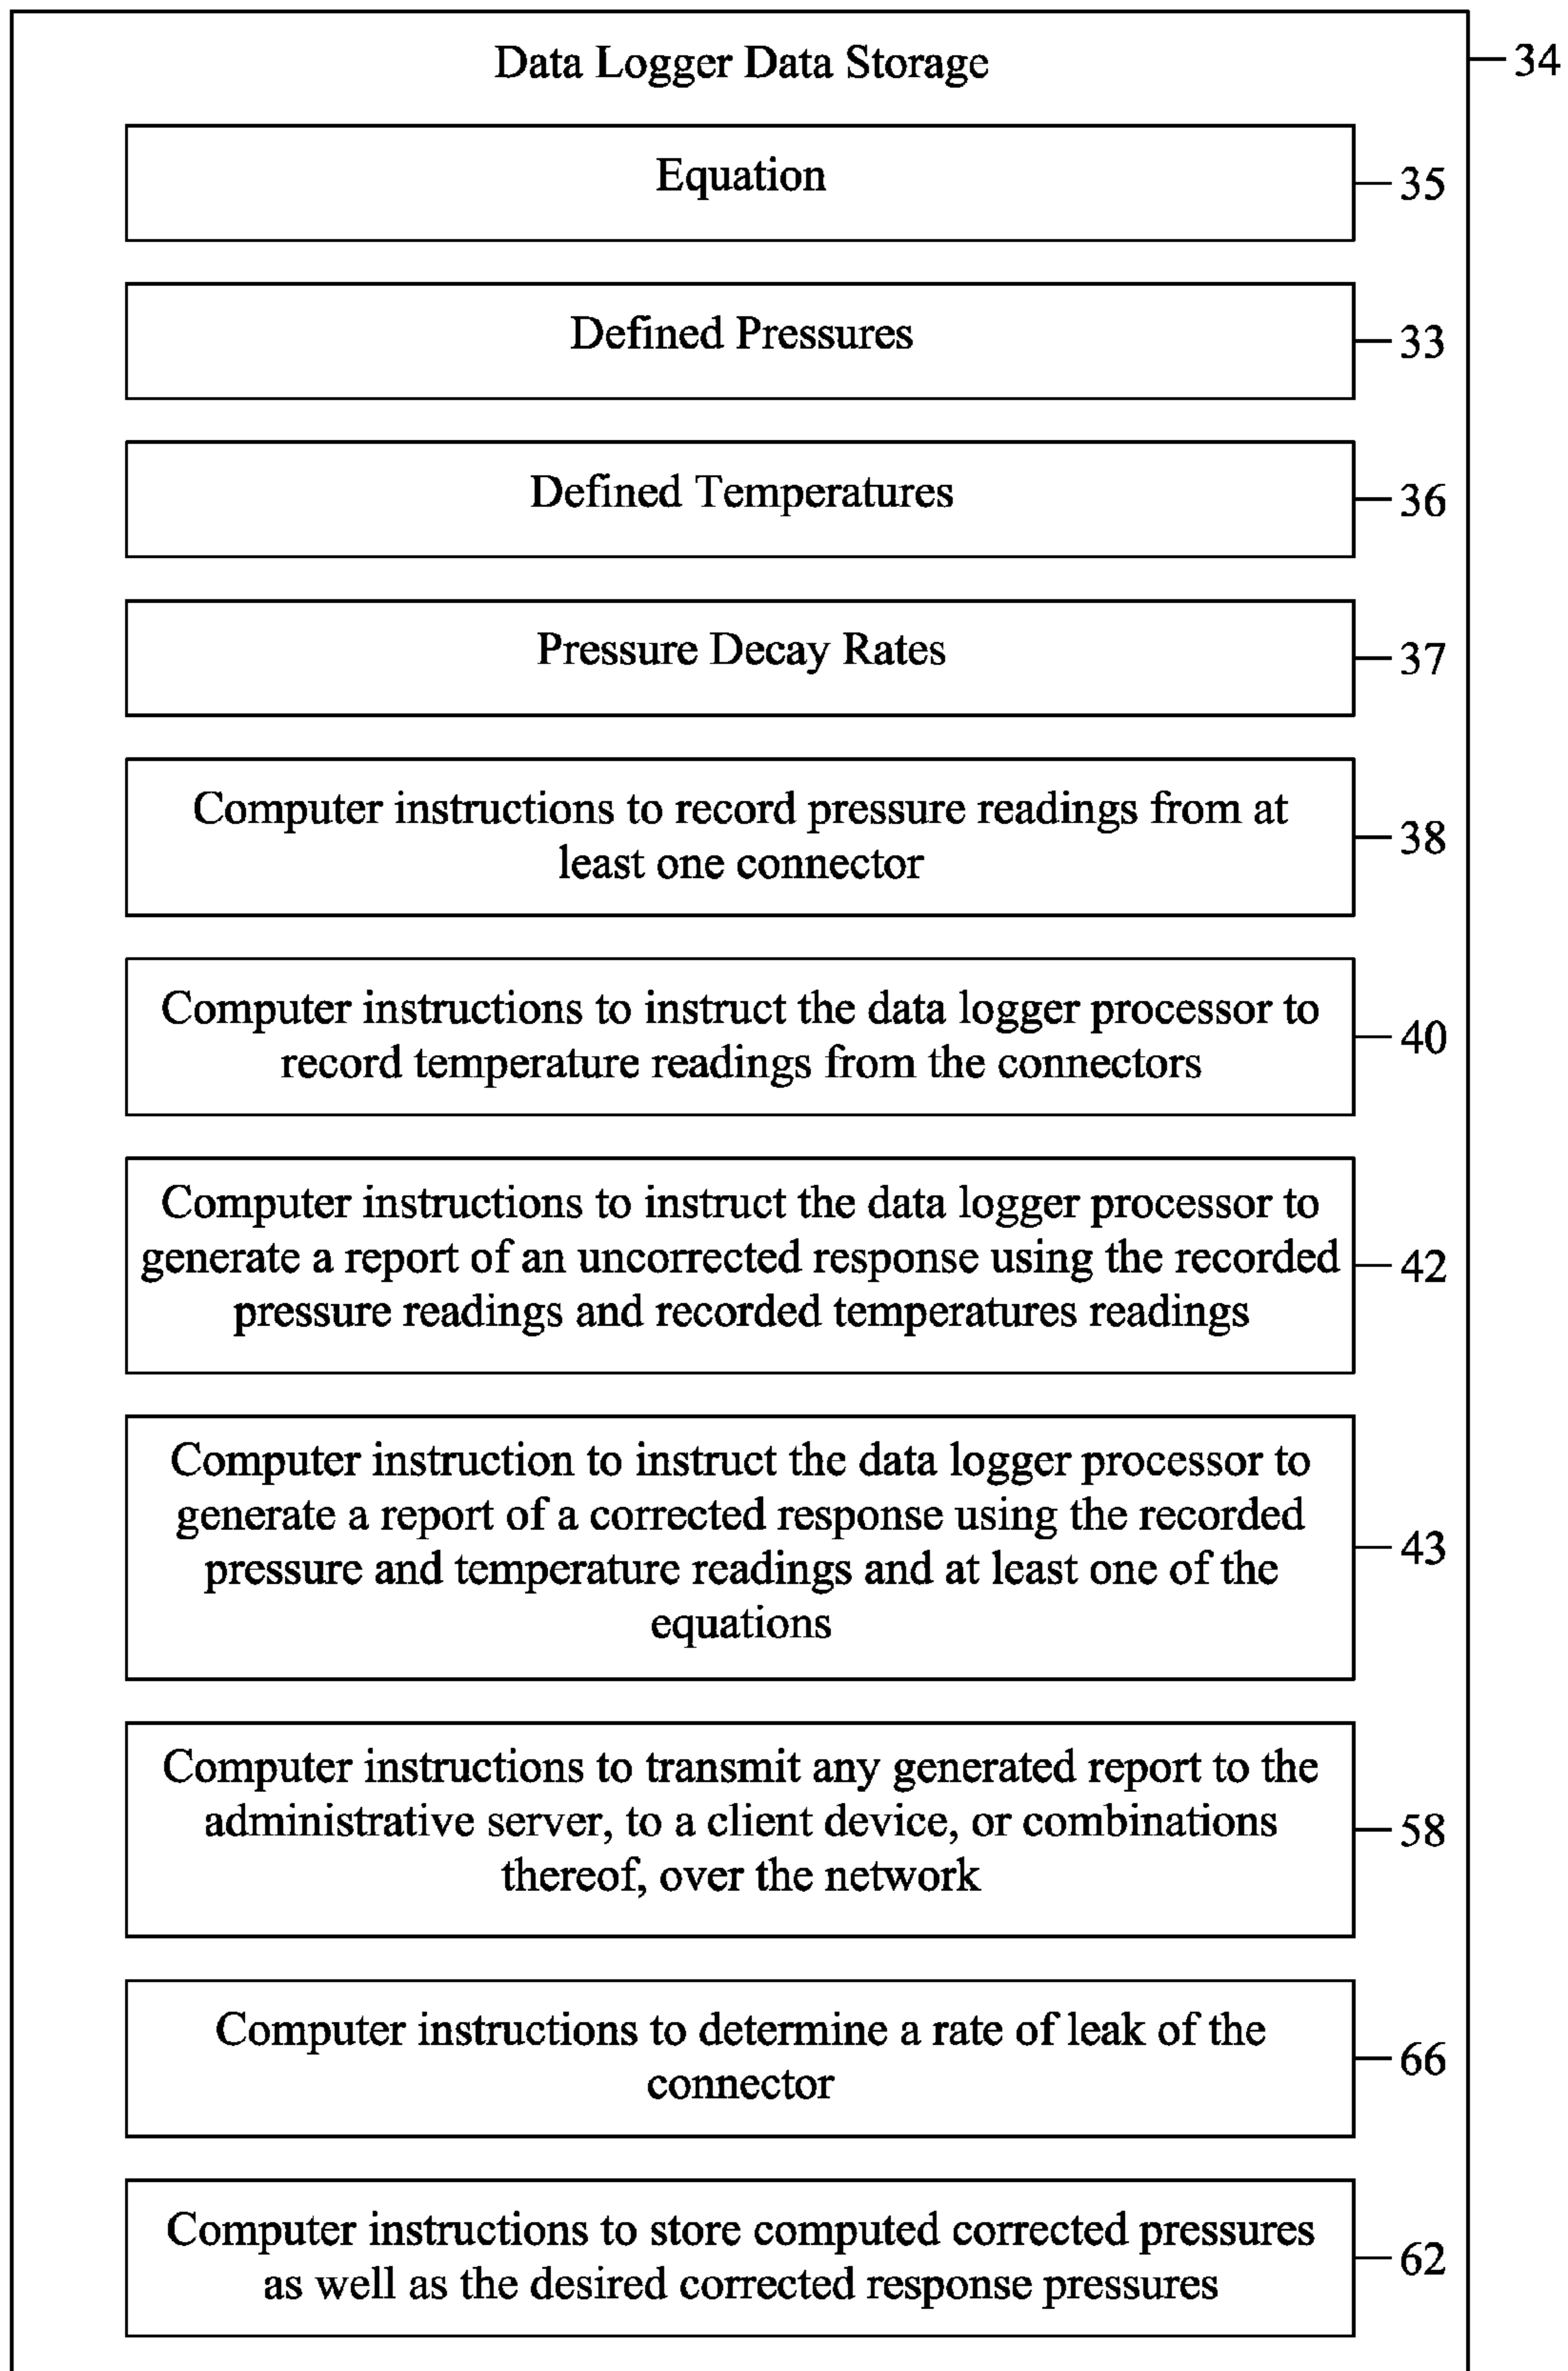 Data Logger Data Storage
34
Equation
35
Defined Pressures
33
Defined Temperatures
36
Pressure Decay Rates
37
Computer instructions to record pressure readings from at
least one connector
38
Computer instructions to instruct the data logger processor to
record temperature readings from the connectors
40
Computer instructions to instruct the data logger processor to
generate a report of an uncorrected response using the recorded
pressure readings and recorded temperatures readings
42
Computer instruction to instruct the data logger processor to
generate a report of a corrected response using the recorded
pressure and temperature readings and at least one of the
equations
43
Computer instructions to transmit any generated report to the
administrative server, to a client device, or combinations
thereof, over the network
58
Computer instructions to determine a rate of leak of the
connector
66
Computer instructions to store computed corrected pressures
as well as the desired corrected response pressures
62